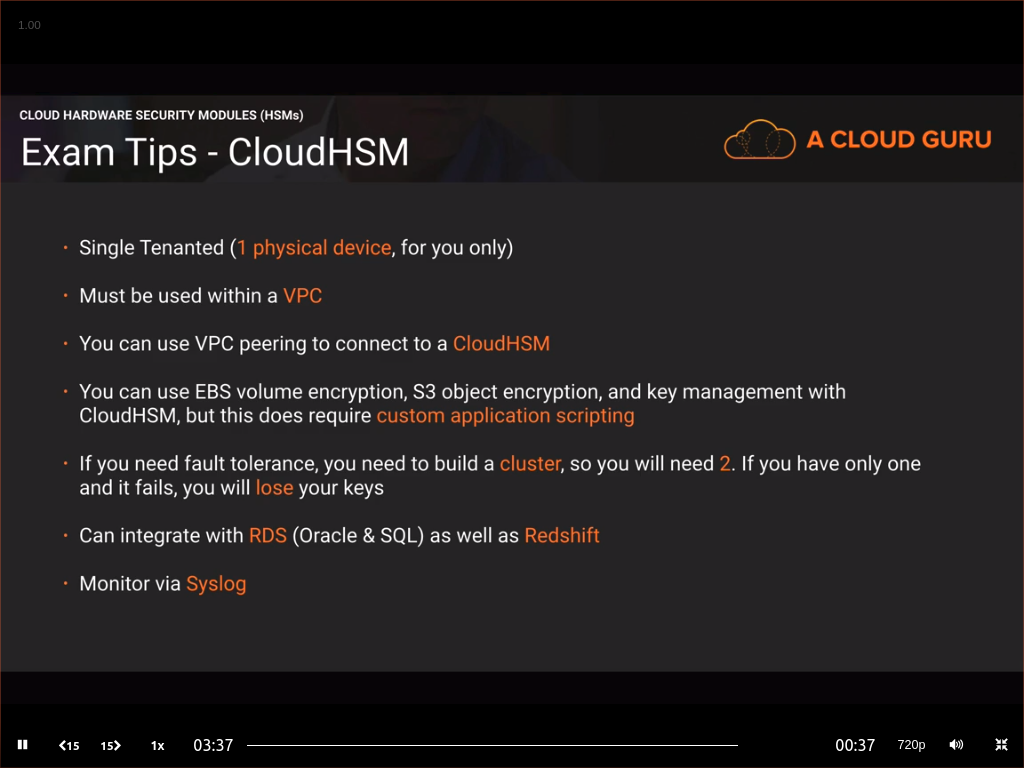 1.00
CLOUD HARDWARE SECURITY MODULES (HSMs)
Exam Tips - CloudHSM
A CLOUD GURU
· Single Tenanted (1 physical device, for you only)
· Must be used within a VPC
· You can use VPC peering to connect to a CloudHSM
· You can use EBS volume encryption, S3 object encryption, and key management with
CloudHSM, but this does require custom application scripting
· If you need fault tolerance, you need to build a cluster, so you will need 2. If you have only one
and it fails, you will lose your keys
· Can integrate with RDS (Oracle & SQL) as well as Redshift
· Monitor via Syslog
15 15 1x 03:37 00:37 720p